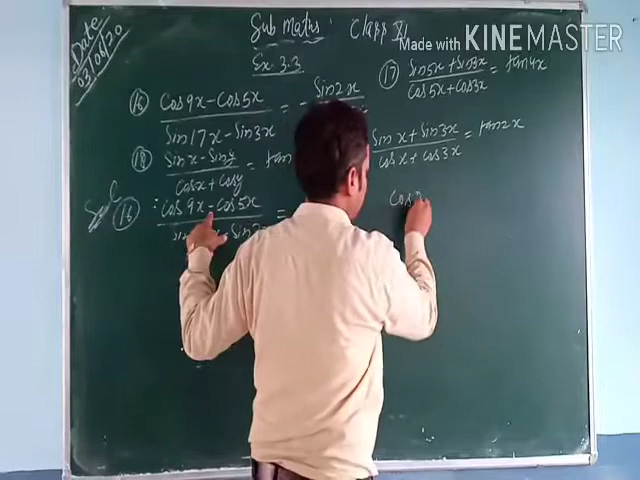 Date 03/06/20
Sub Maths: Class XI
Made with KINEMASTER
Ex-3.3
(16) Cos9x-Cos5x / Sin17x-Sin3x = - Sin2x
(17) Sin5x+Sin3x / Cos5x+Cos3x = tan4x
(18) Sinx-Siny / Cosx+Cosy = tan
Sinx+Sin3x / Cosx+Cos3x = tan2x
Sol (16) : Cos9x-Cos5x =
Cos